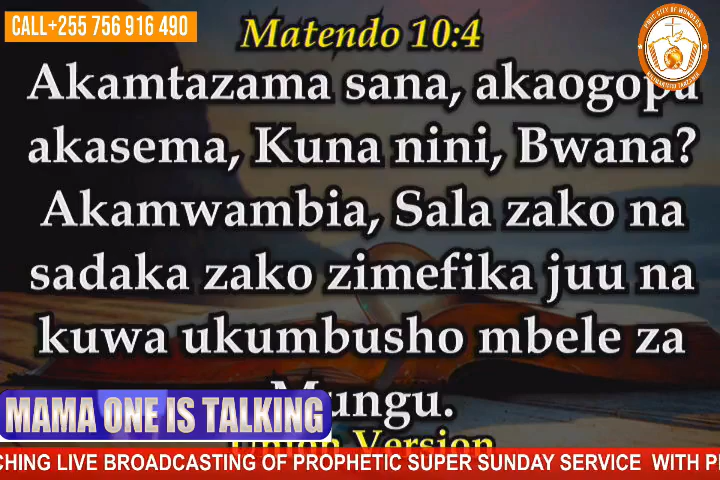 CALL+255 756 916 490
Matendo 10:4
Akamtazama sana, akaogopa
akasema, Kuna nini, Bwana?
Akamwambia, Sala zako na
sadaka zako zimefika juu na
kuwa ukumbusho mbele za
Mungu.
MAMA ONE IS TALKING
Union Version
CHING LIVE BROADCASTING OF PROPHETIC SUPER SUNDAY SERVICE WITH P